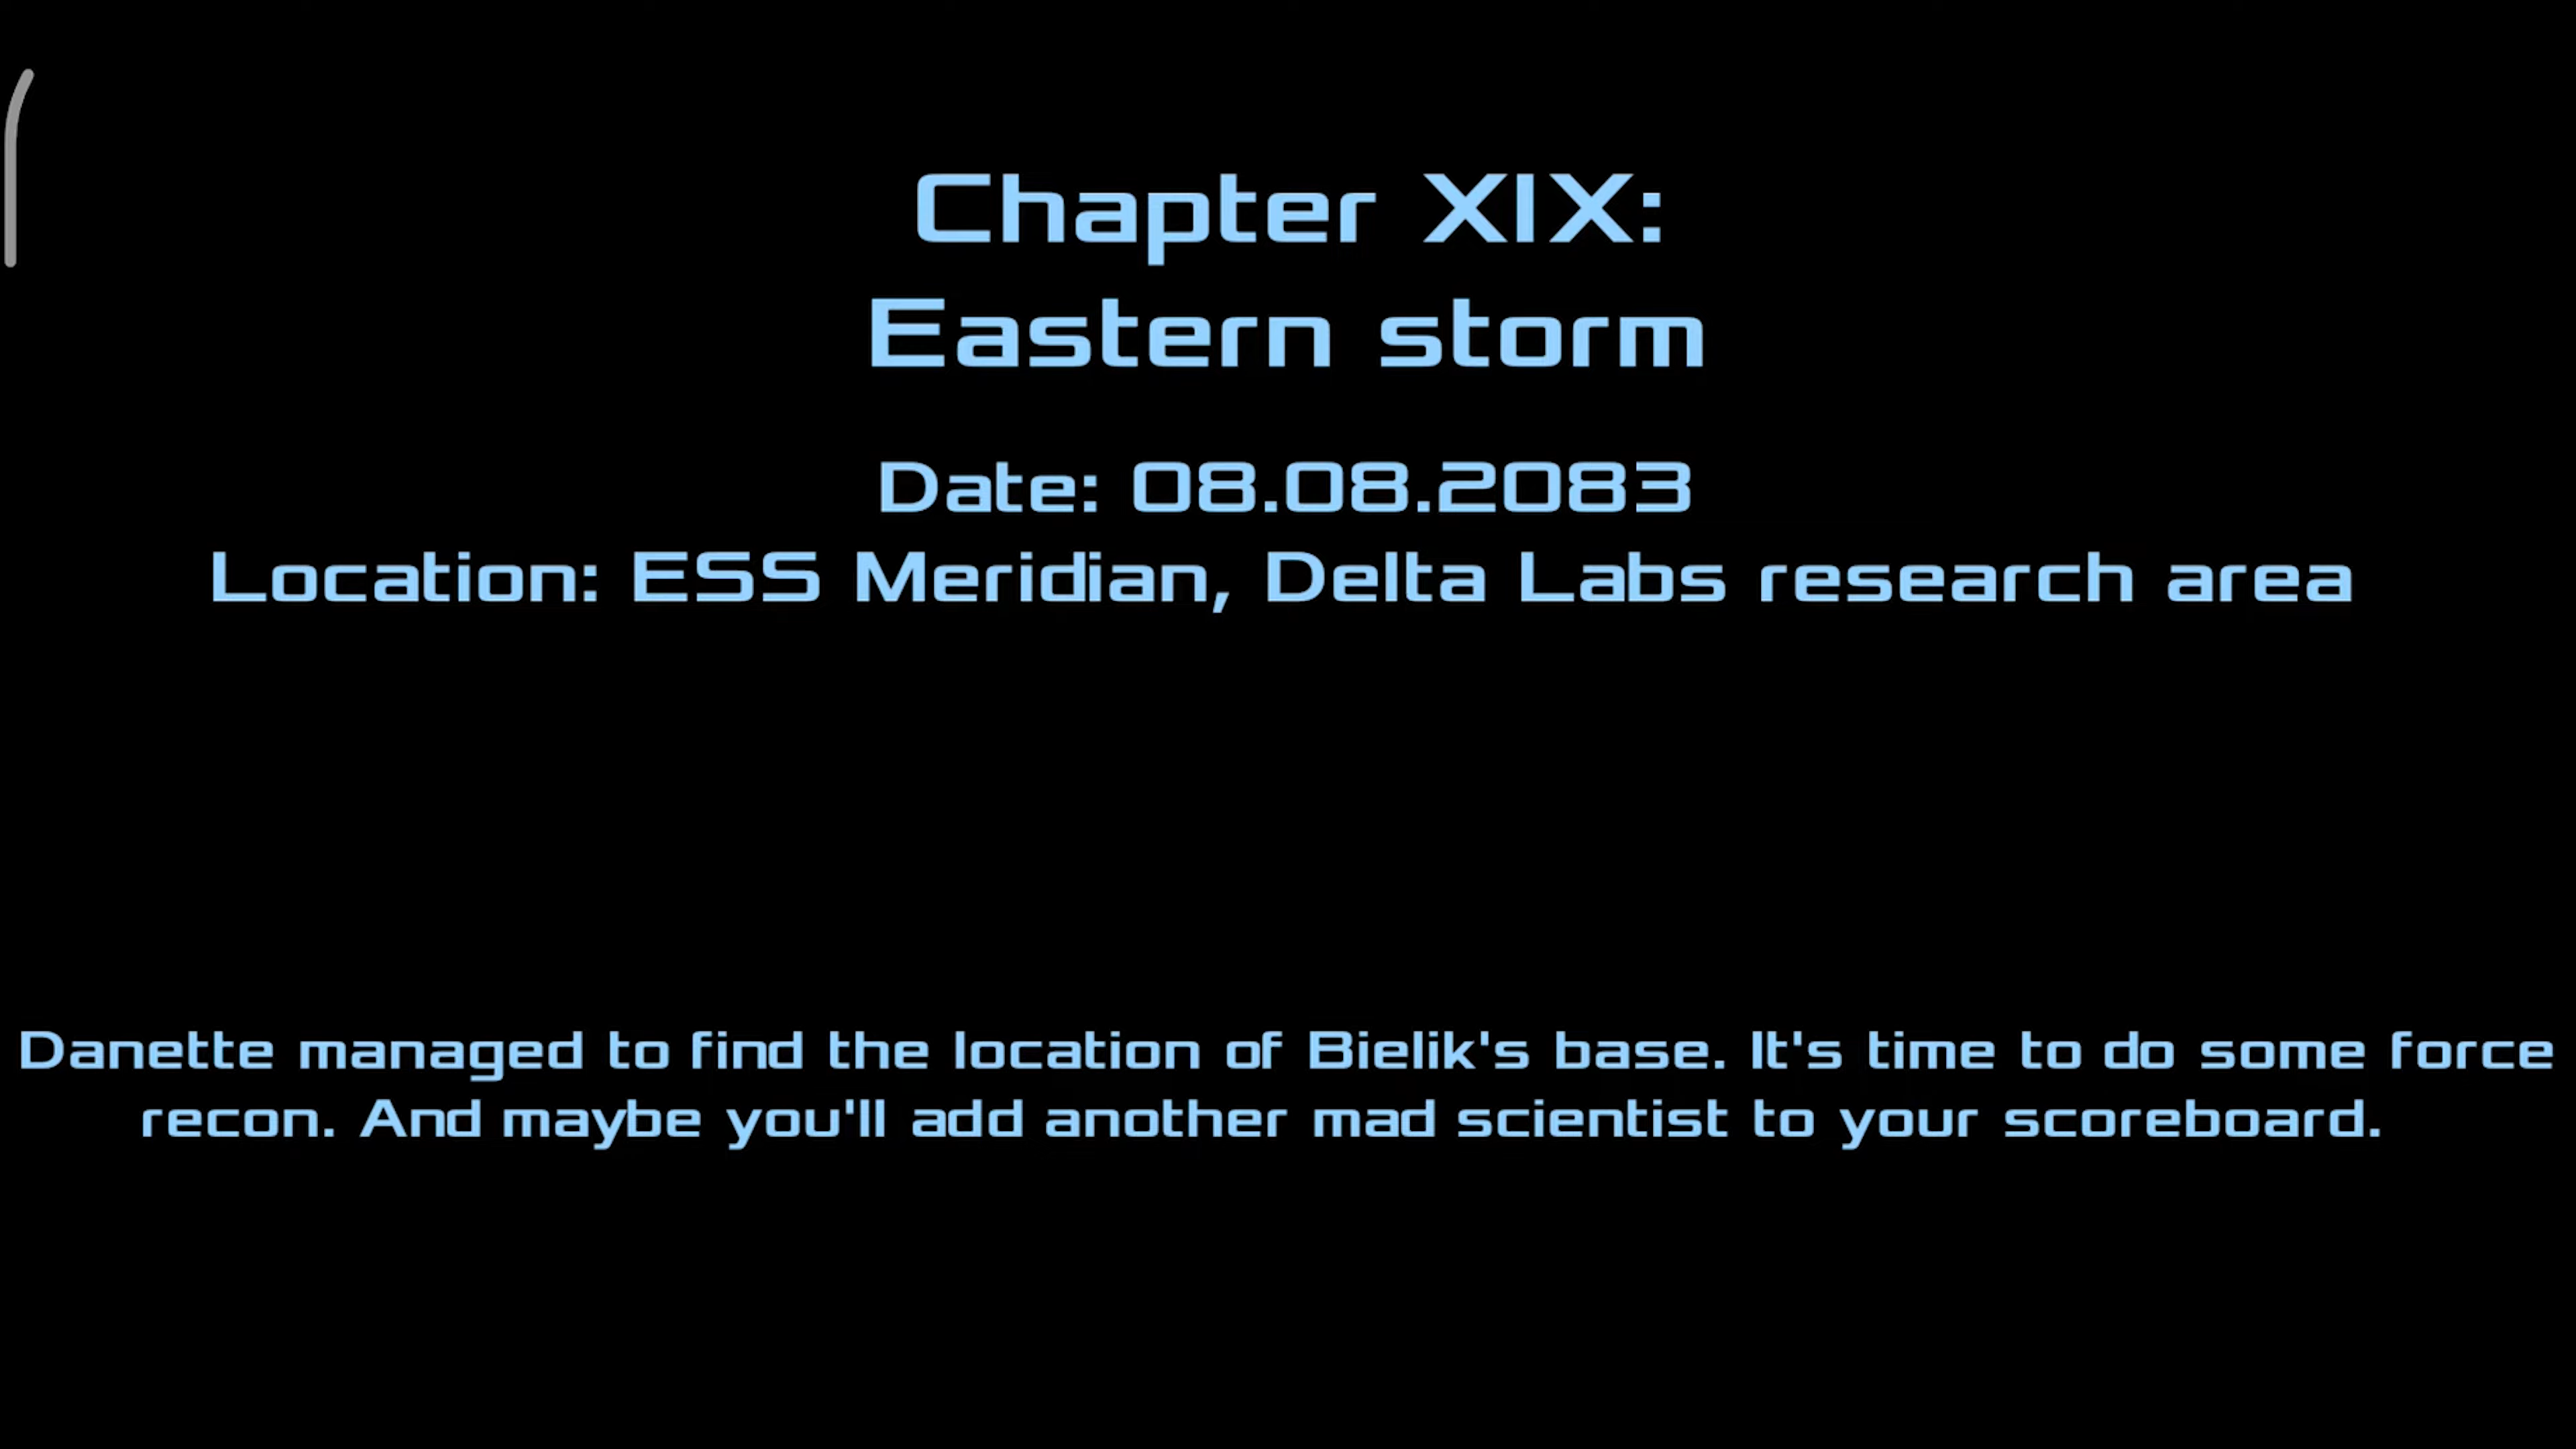 Chapter XIX:
Eastern storm
Date: 08.08.2083
Location: ESS Meridian, Delta Labs research area
Danette managed to find the location of Bielik's base. It's time to do some force
recon. And maybe you'll add another mad scientist to your scoreboard.